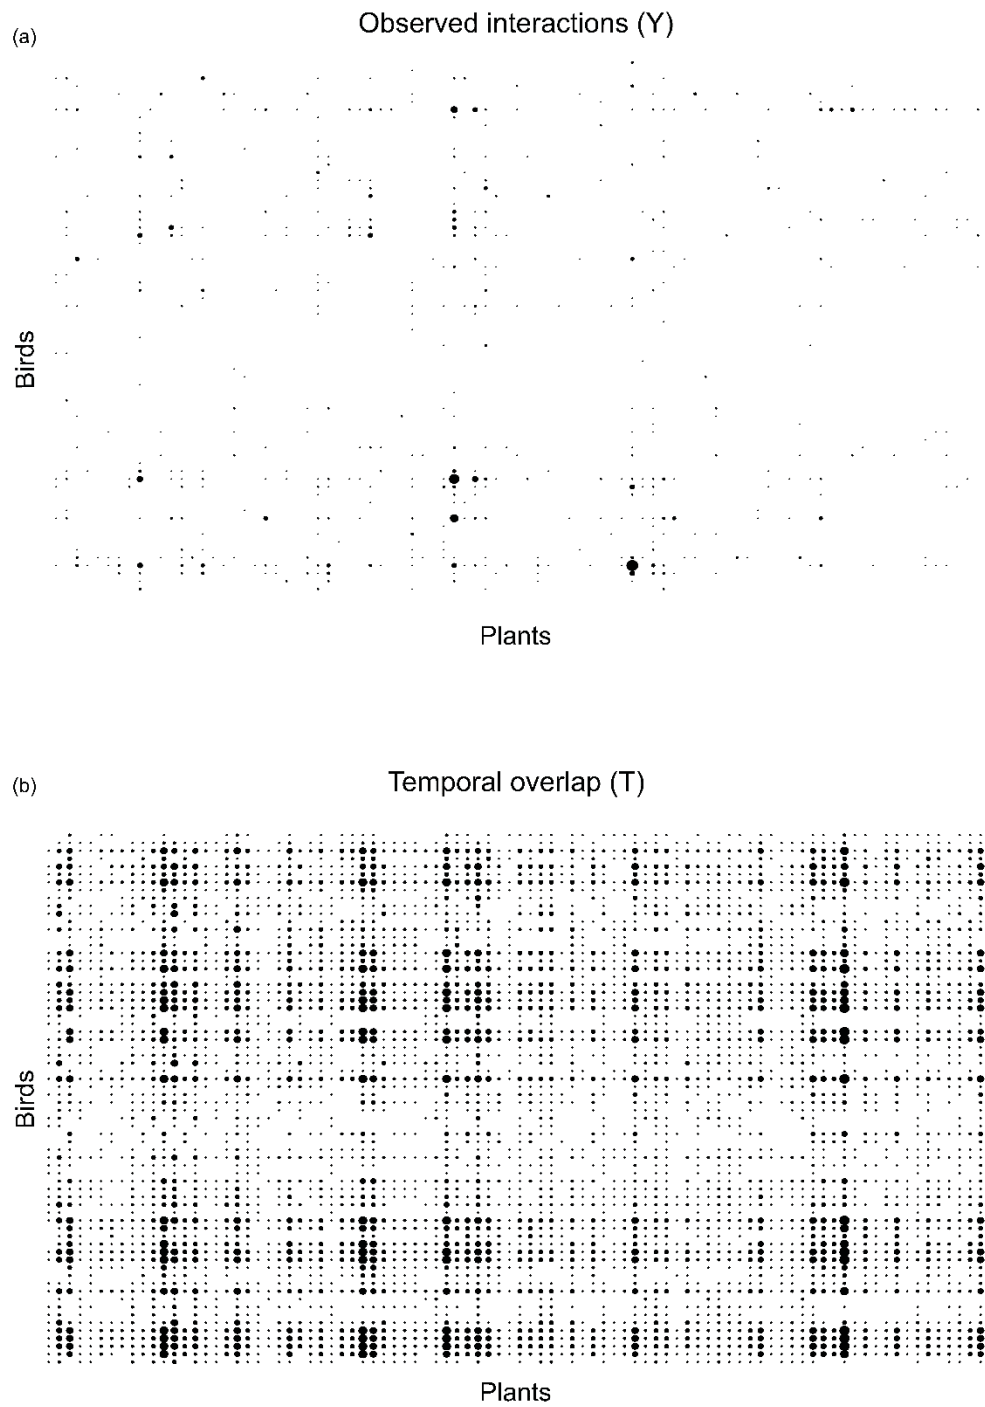 (a)
Observed interactions (Y)
Birds
Plants
(b)
Temporal overlap (T)
Birds
Plants